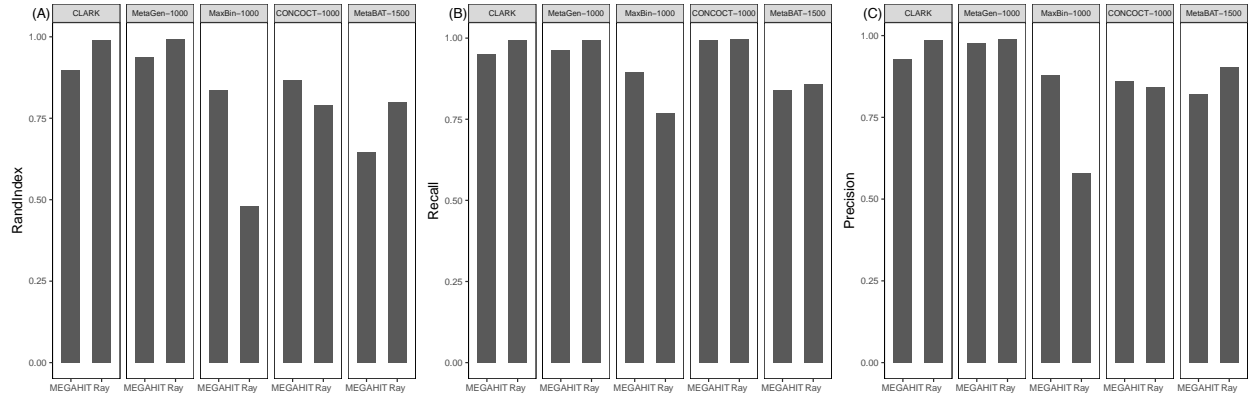 (A)
CLARK MetaGen−1000 MaxBin−1000 CONCOCT−1000 MetaBAT−1500
1.00
0.75
0.50
0.25
0.00
RandIndex
MEGAHIT Ray MEGAHIT Ray MEGAHIT Ray MEGAHIT Ray MEGAHIT Ray
(B)
CLARK MetaGen−1000 MaxBin−1000 CONCOCT−1000 MetaBAT−1500
1.00
0.75
0.50
0.25
0.00
Recall
MEGAHIT Ray MEGAHIT Ray MEGAHIT Ray MEGAHIT Ray MEGAHIT Ray
(C)
CLARK MetaGen−1000 MaxBin−1000 CONCOCT−1000 MetaBAT−1500
1.00
0.75
0.50
0.25
0.00
Precision
MEGAHIT Ray MEGAHIT Ray MEGAHIT Ray MEGAHIT Ray MEGAHIT Ray